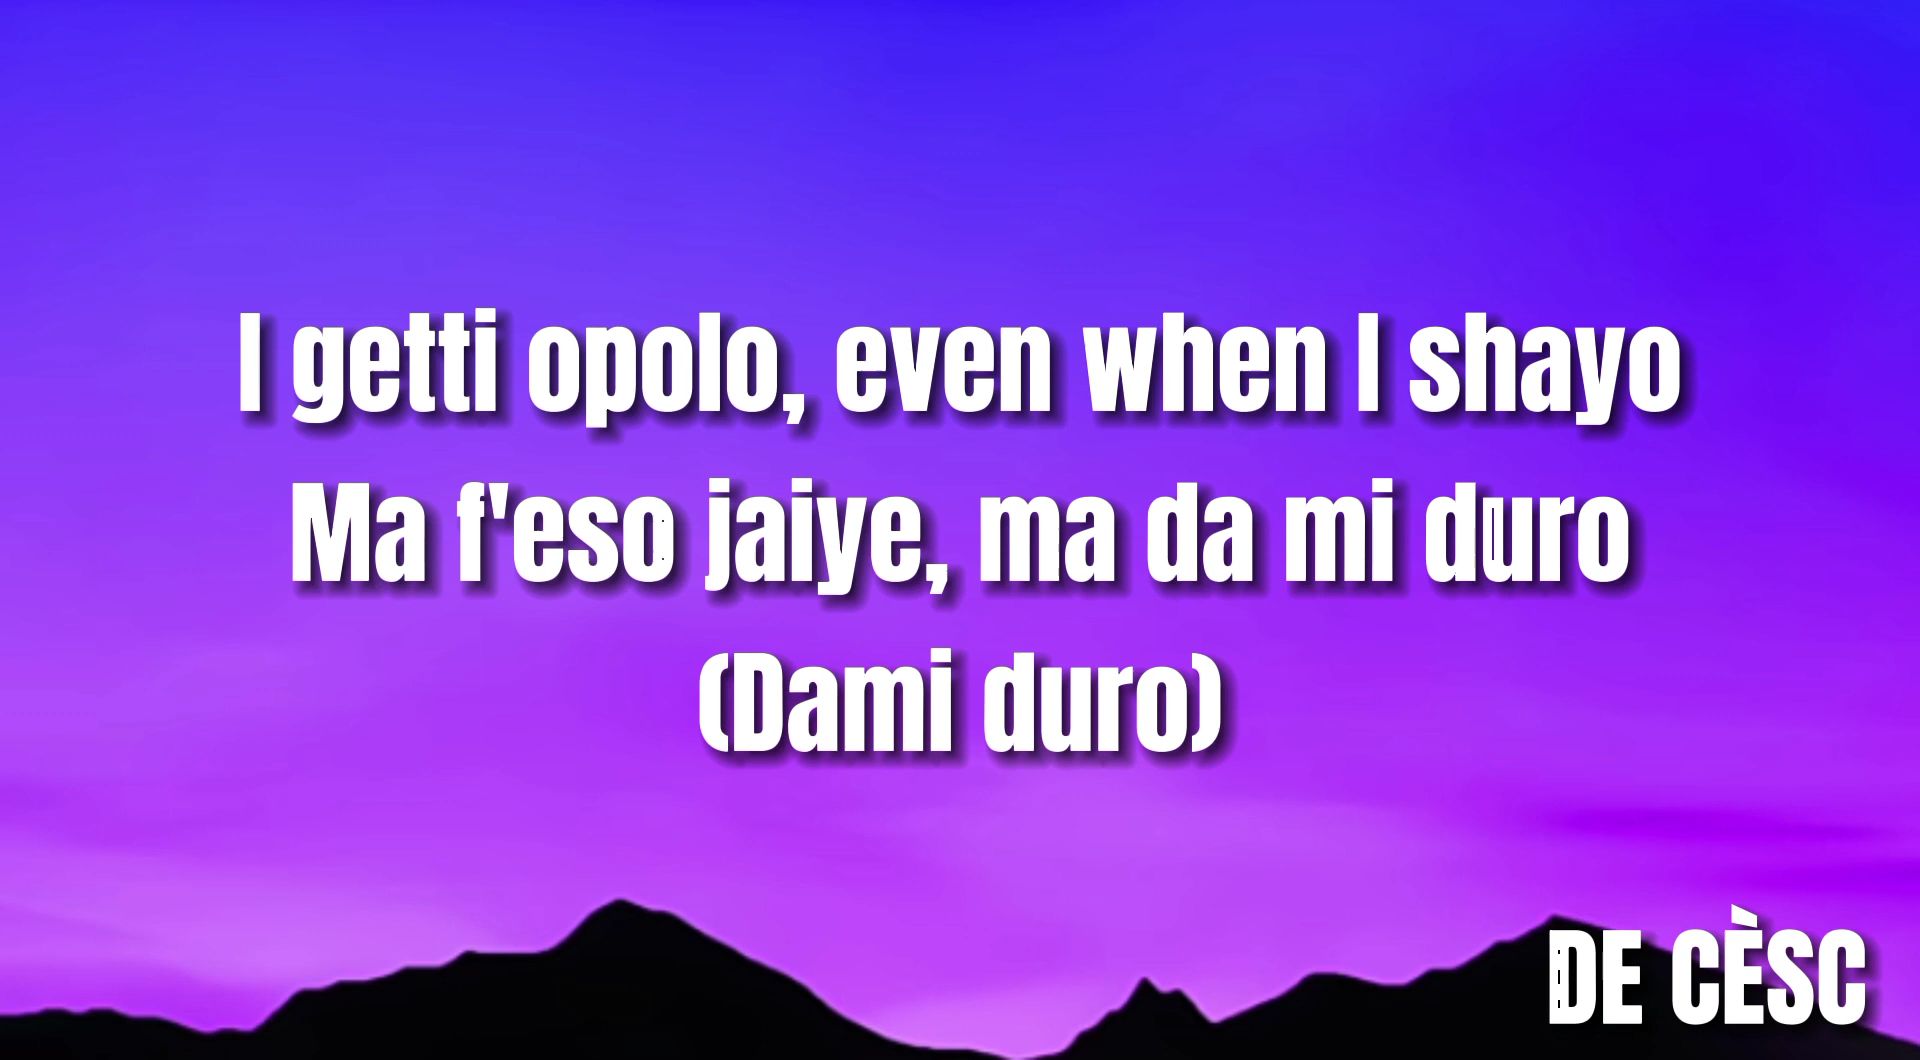 I getti opolo, even when I shayo
Ma f'eso jaiye, ma da mi duro
(Dami duro)
DE CÈSC